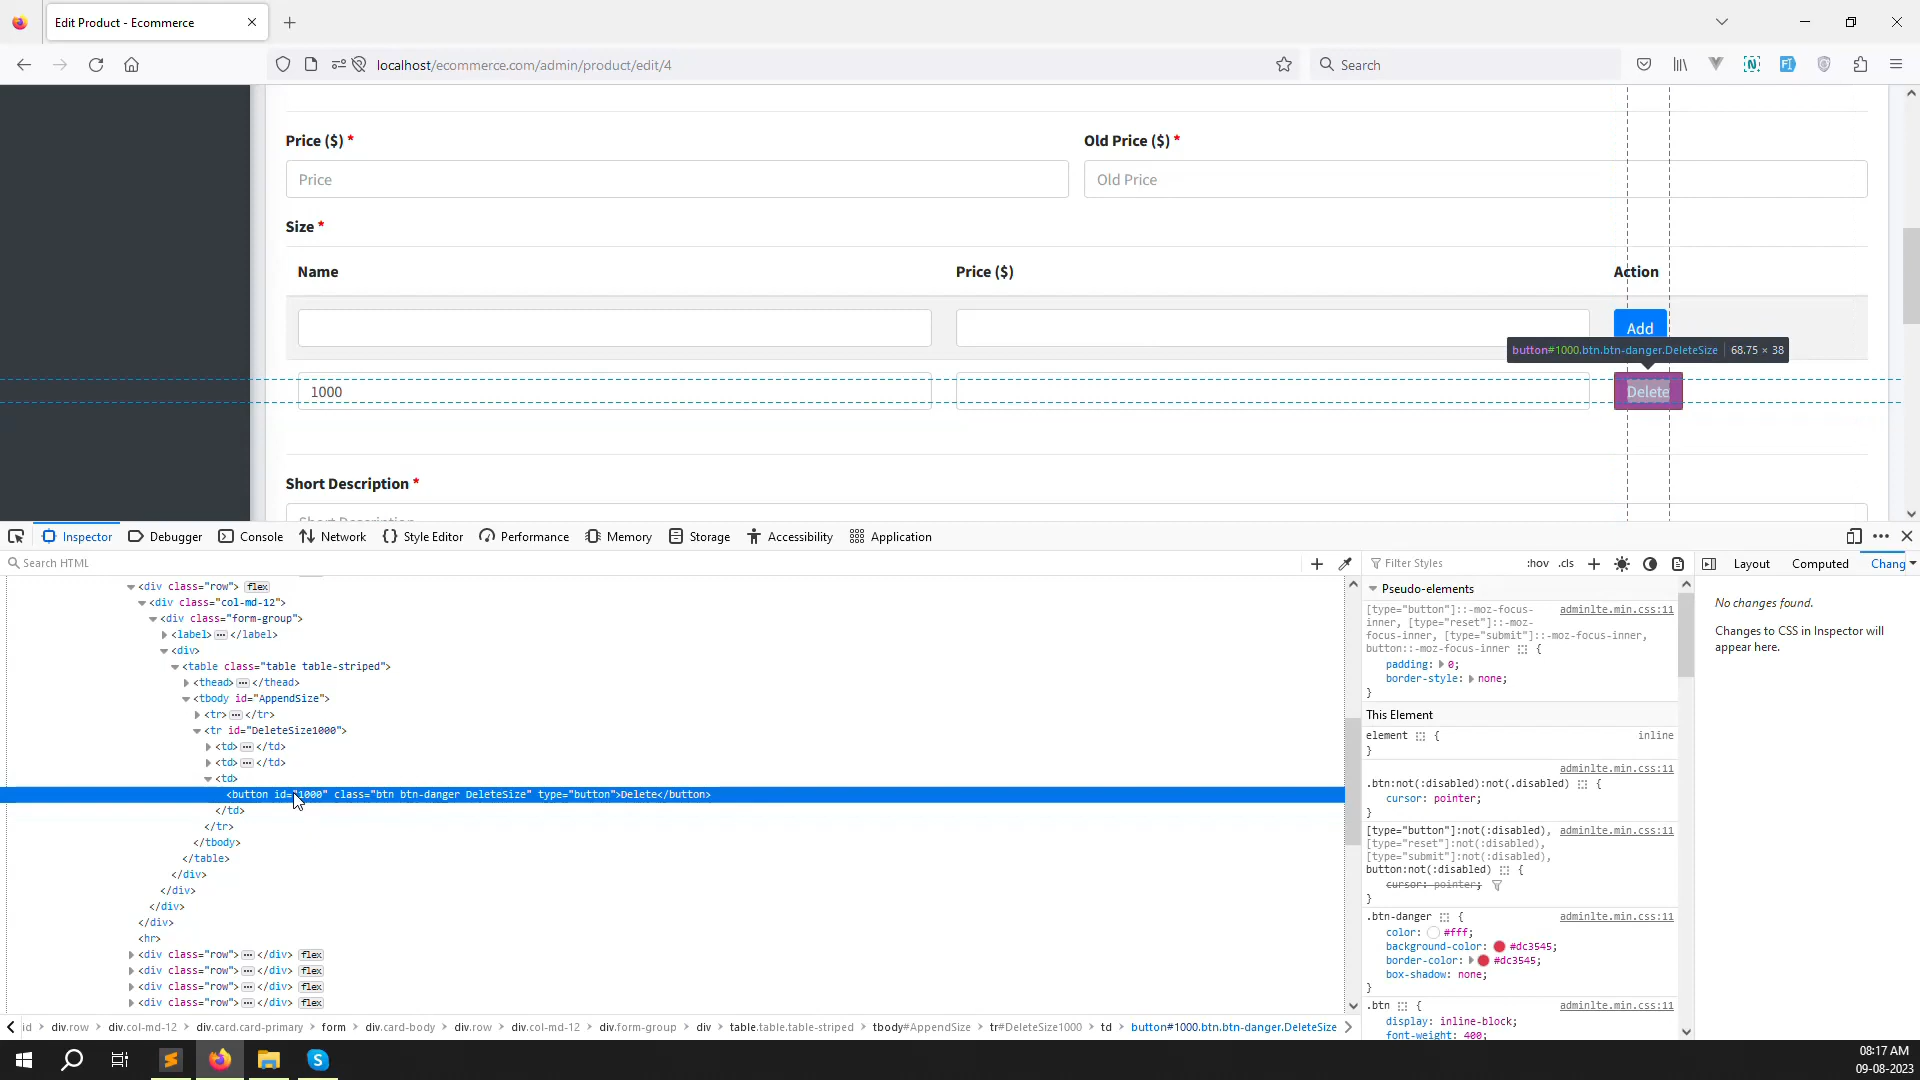 Edit Product - Ecommerce
localhost/ecommerce.com/admin/product/edit/4
Search
Price ($) *
Old Price ($) *
Price
Old Price
Size *
Name
Price ($)
Action
Add
button#1000.btn.btn-danger.DeleteSize | 68.75 × 38
1000
Delete
Short Description *
Short Description
Inspector
Debugger
Console
Network
Style Editor
Performance
Memory
Storage
Accessibility
Application
Search HTML
<div class="row"> flex
<div class="col-md-12">
<div class="form-group">
<label> ••• </label>
<div>
<table class="table table-striped">
<thead> ••• </thead>
<tbody id="AppendSize">
<tr> ••• </tr>
<tr id="DeleteSize1000">
<td> ••• </td>
<td> ••• </td>
<td>
<button id="1000" class="btn btn-danger DeleteSize" type="button">Delete</button>
</td>
</tr>
</tbody>
</table>
</div>
</div>
</div>
</div>
<hr>
<div class="row"> ••• </div> flex
<div class="row"> ••• </div> flex
<div class="row"> ••• </div> flex
<div class="row"> ••• </div> flex
id > div.row > div.col-md-12 > div.card.card-primary > form > div.card-body > div.row > div.col-md-12 > div.form-group > div > table.table.table-striped > tbody#AppendSize > tr#DeleteSize1000 > td > button#1000.btn.btn-danger.DeleteSize
Filter Styles
:hov .cls
Pseudo-elements
[type="button"]::-moz-focus- adminlte.min.css:11
inner, [type="reset"]::-moz-
focus-inner, [type="submit"]::-moz-focus-inner,
button::-moz-focus-inner {
padding: 0;
border-style: none;
}
This Element
element { inline
}
adminlte.min.css:11
.btn:not(:disabled):not(.disabled) {
cursor: pointer;
}
[type="button"]:not(:disabled), adminlte.min.css:11
[type="reset"]:not(:disabled),
[type="submit"]:not(:disabled),
button:not(:disabled) {
cursor: pointer;
}
.btn-danger { adminlte.min.css:11
color: #fff;
background-color: #dc3545;
border-color: #dc3545;
box-shadow: none;
}
.btn { adminlte.min.css:11
display: inline-block;
font-weight: 400;
Layout
Computed
Chang
No changes found.
Changes to CSS in Inspector will
appear here.
08:17 AM
09-08-2023